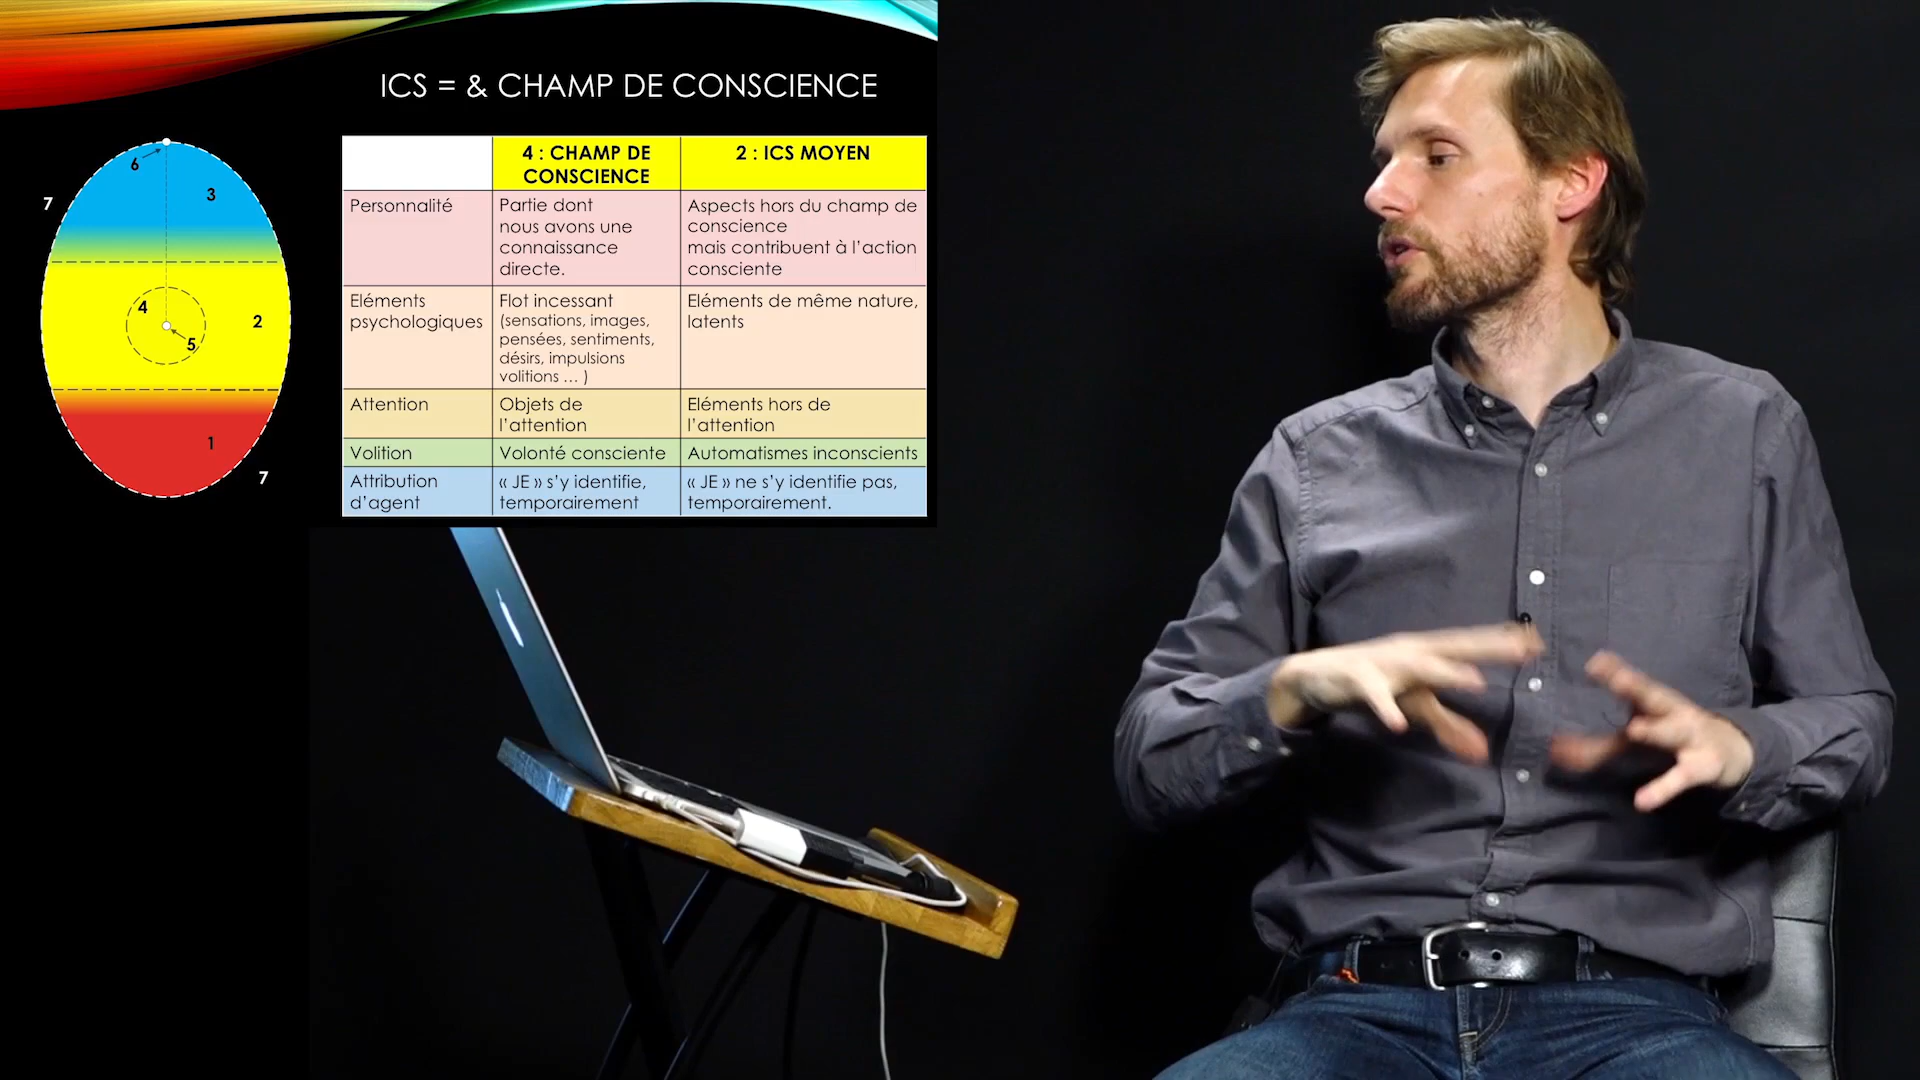 ICS = & CHAMP DE CONSCIENCE
6
3
7
4
2
5
1
7
4 : CHAMP DE
CONSCIENCE
2 : ICS MOYEN
Personnalité
Partie dont
nous avons une
connaissance
directe.
Aspects hors du champ de
conscience
mais contribuent à l’action
consciente
Eléments
psychologiques
Flot incessant
(sensations, images,
pensées, sentiments,
désirs, impulsions
volitions … )
Eléments de même nature,
latents
Attention
Objets de
l’attention
Eléments hors de
l’attention
Volition
Volonté consciente
Automatismes inconscients
Attribution
d’agent
« JE » s’y identifie,
temporairement
« JE » ne s’y identifie pas,
temporairement.